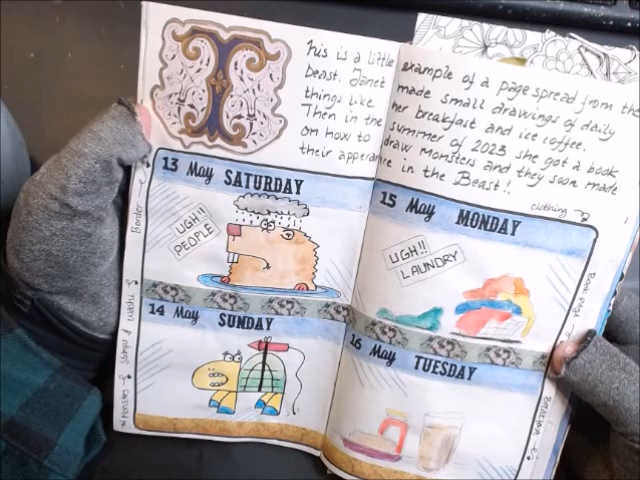 This is a little example of a page spread from the
beast. Janet made small drawings of daily
things like her breakfast and ice coffee.
Then in the summer of 2023 she got a book
on how to draw monsters and they soon made
their apperance in the Beast!
clothing
13 May SATURDAY
UGH!!
PEOPLE
15 May MONDAY
UGH!!
LAUNDRY
14 May SUNDAY
16 May TUESDAY
Border